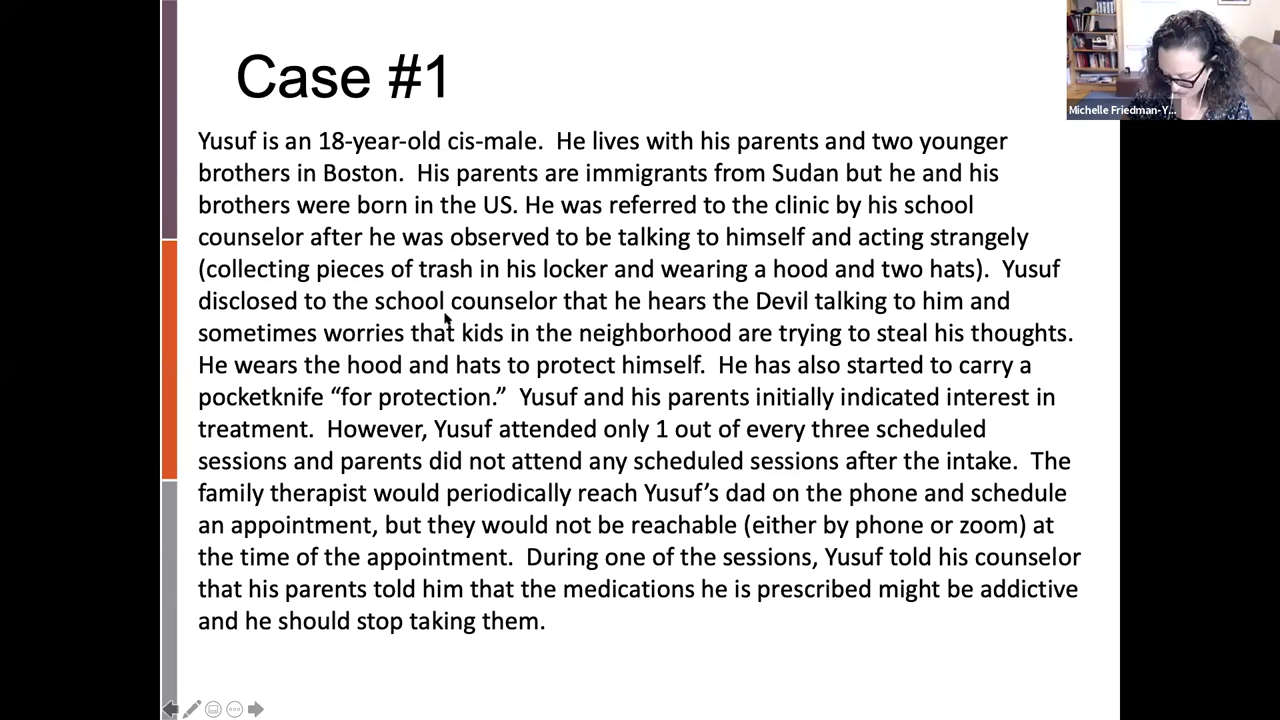 Case #1
Michelle Friedman-Y...
Yusuf is an 18-year-old cis-male.  He lives with his parents and two younger
brothers in Boston.  His parents are immigrants from Sudan but he and his
brothers were born in the US. He was referred to the clinic by his school
counselor after he was observed to be talking to himself and acting strangely
(collecting pieces of trash in his locker and wearing a hood and two hats).  Yusuf
disclosed to the school counselor that he hears the Devil talking to him and
sometimes worries that kids in the neighborhood are trying to steal his thoughts.
He wears the hood and hats to protect himself.  He has also started to carry a
pocketknife “for protection.”  Yusuf and his parents initially indicated interest in
treatment.  However, Yusuf attended only 1 out of every three scheduled
sessions and parents did not attend any scheduled sessions after the intake.  The
family therapist would periodically reach Yusuf’s dad on the phone and schedule
an appointment, but they would not be reachable (either by phone or zoom) at
the time of the appointment.  During one of the sessions, Yusuf told his counselor
that his parents told him that the medications he is prescribed might be addictive
and he should stop taking them.